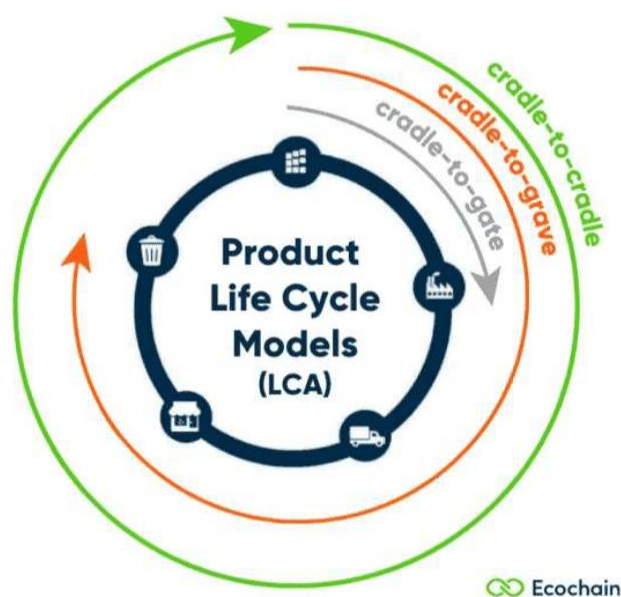 cradle-to-cradle
cradle-to-grave
cradle-to-gate
Product
Life Cycle
Models
(LCA)
Ecochain